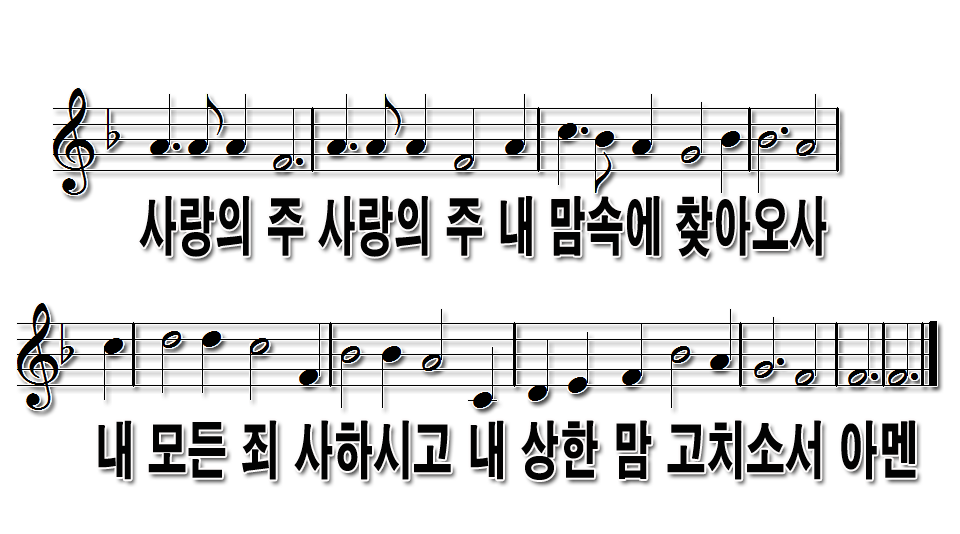 사랑의 주 사랑의 주 내 맘속에 찾아오사
내 모든 죄 사하시고 내 상한 맘 고치소서 아멘